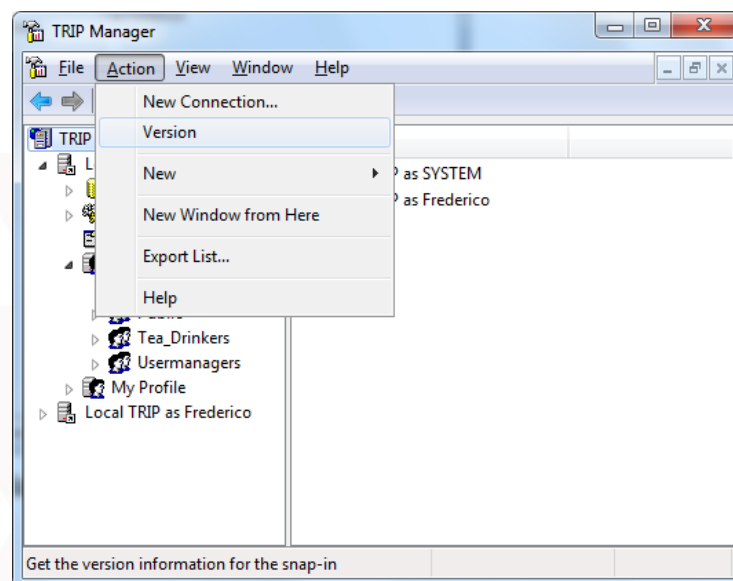 TRIP Manager
File Action View Window Help
New Connection...
Version
New
New Window from Here
Export List...
Help
TRIP
P as SYSTEM
P as Frederico
Tea_Drinkers
Usermanagers
My Profile
Local TRIP as Frederico
Get the version information for the snap-in